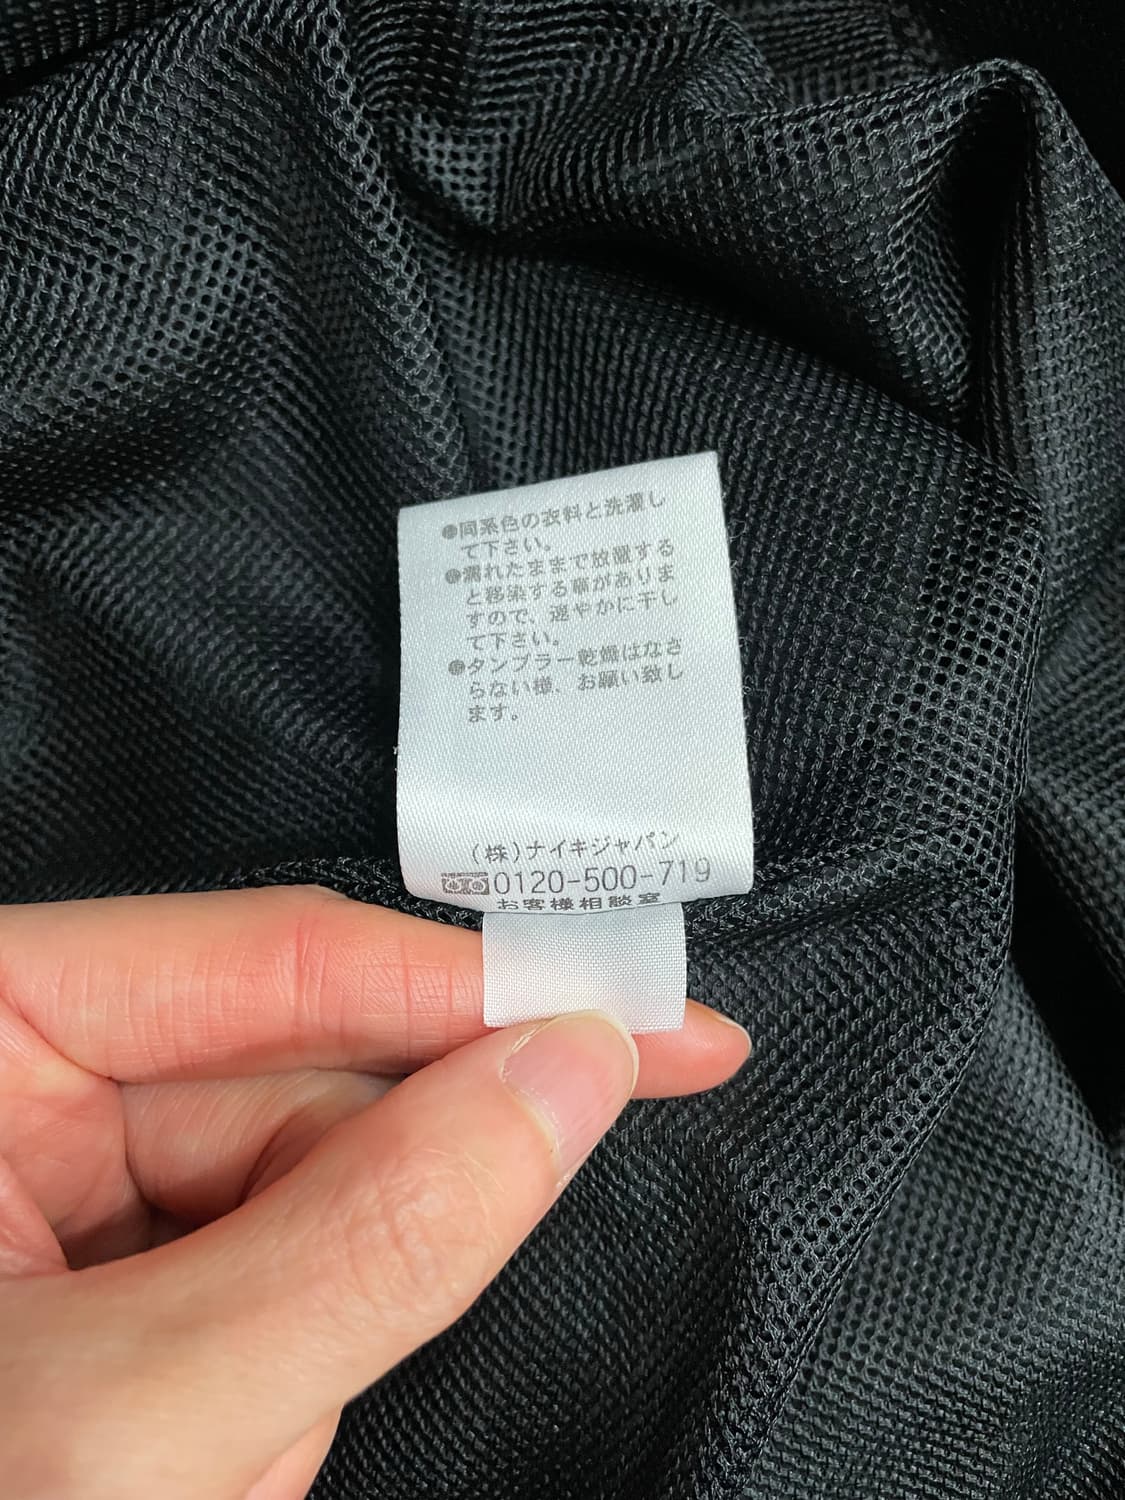 ●同系色の衣料と洗濯し
て下さい。
●濡れたままで放置する
と移染する事がありま
すので、速やかに干し
て下さい。
●タンブラー乾燥はなさ
らない様、お願い致し
ます。
(株)ナイキジャパン
0120-500-719
お客様相談室